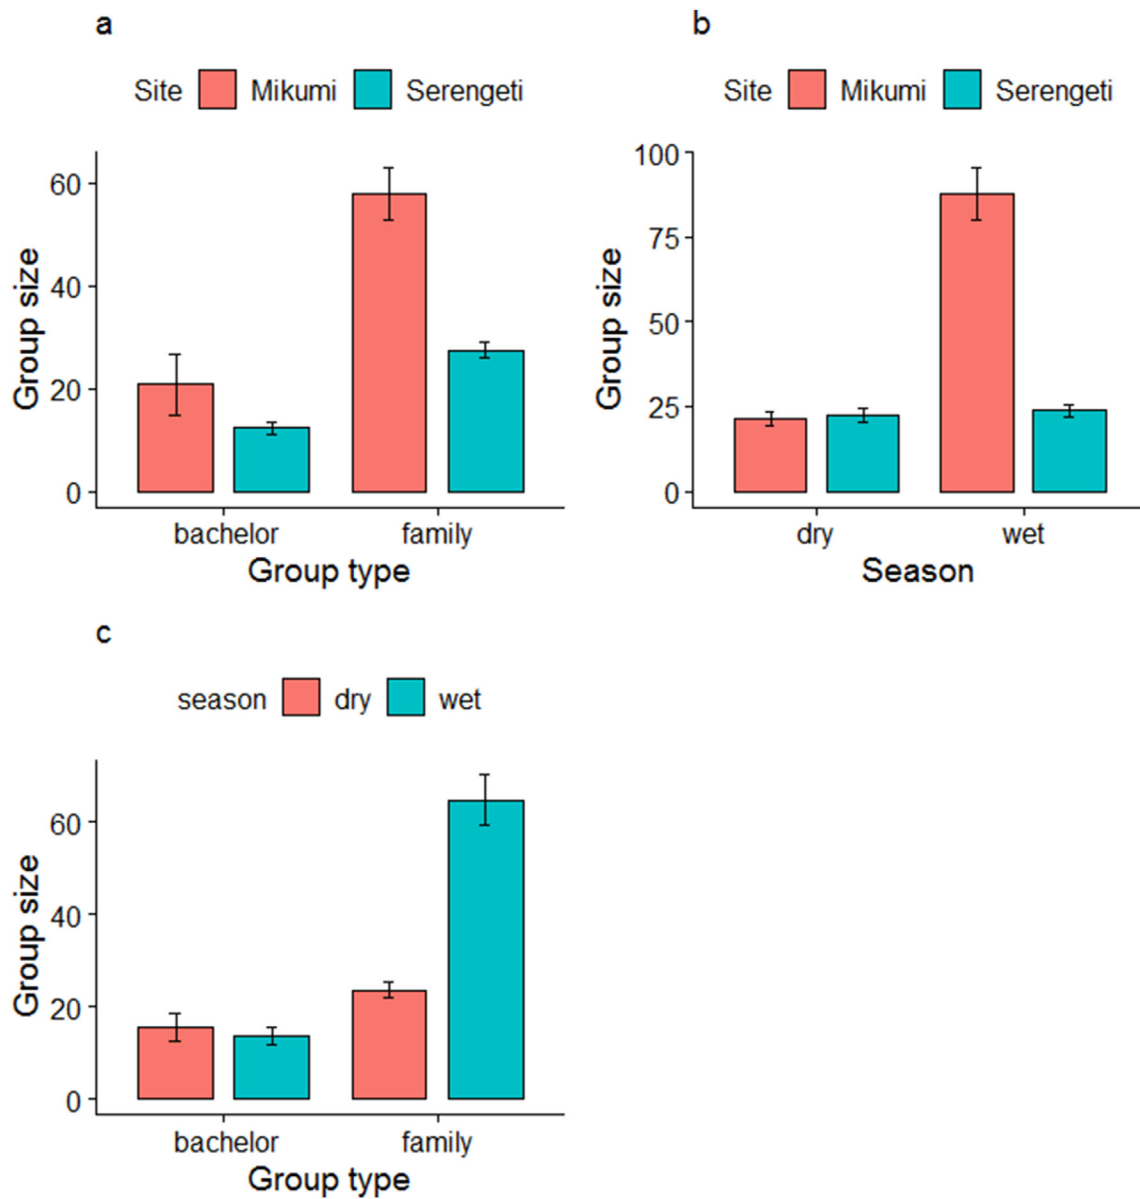 a
Site Mikumi Serengeti
60
40
20
0
Group size
bachelor family
Group type
b
Site Mikumi Serengeti
100
75
50
25
0
Group size
dry wet
Season
c
season dry wet
60
40
20
0
Group size
bachelor family
Group type